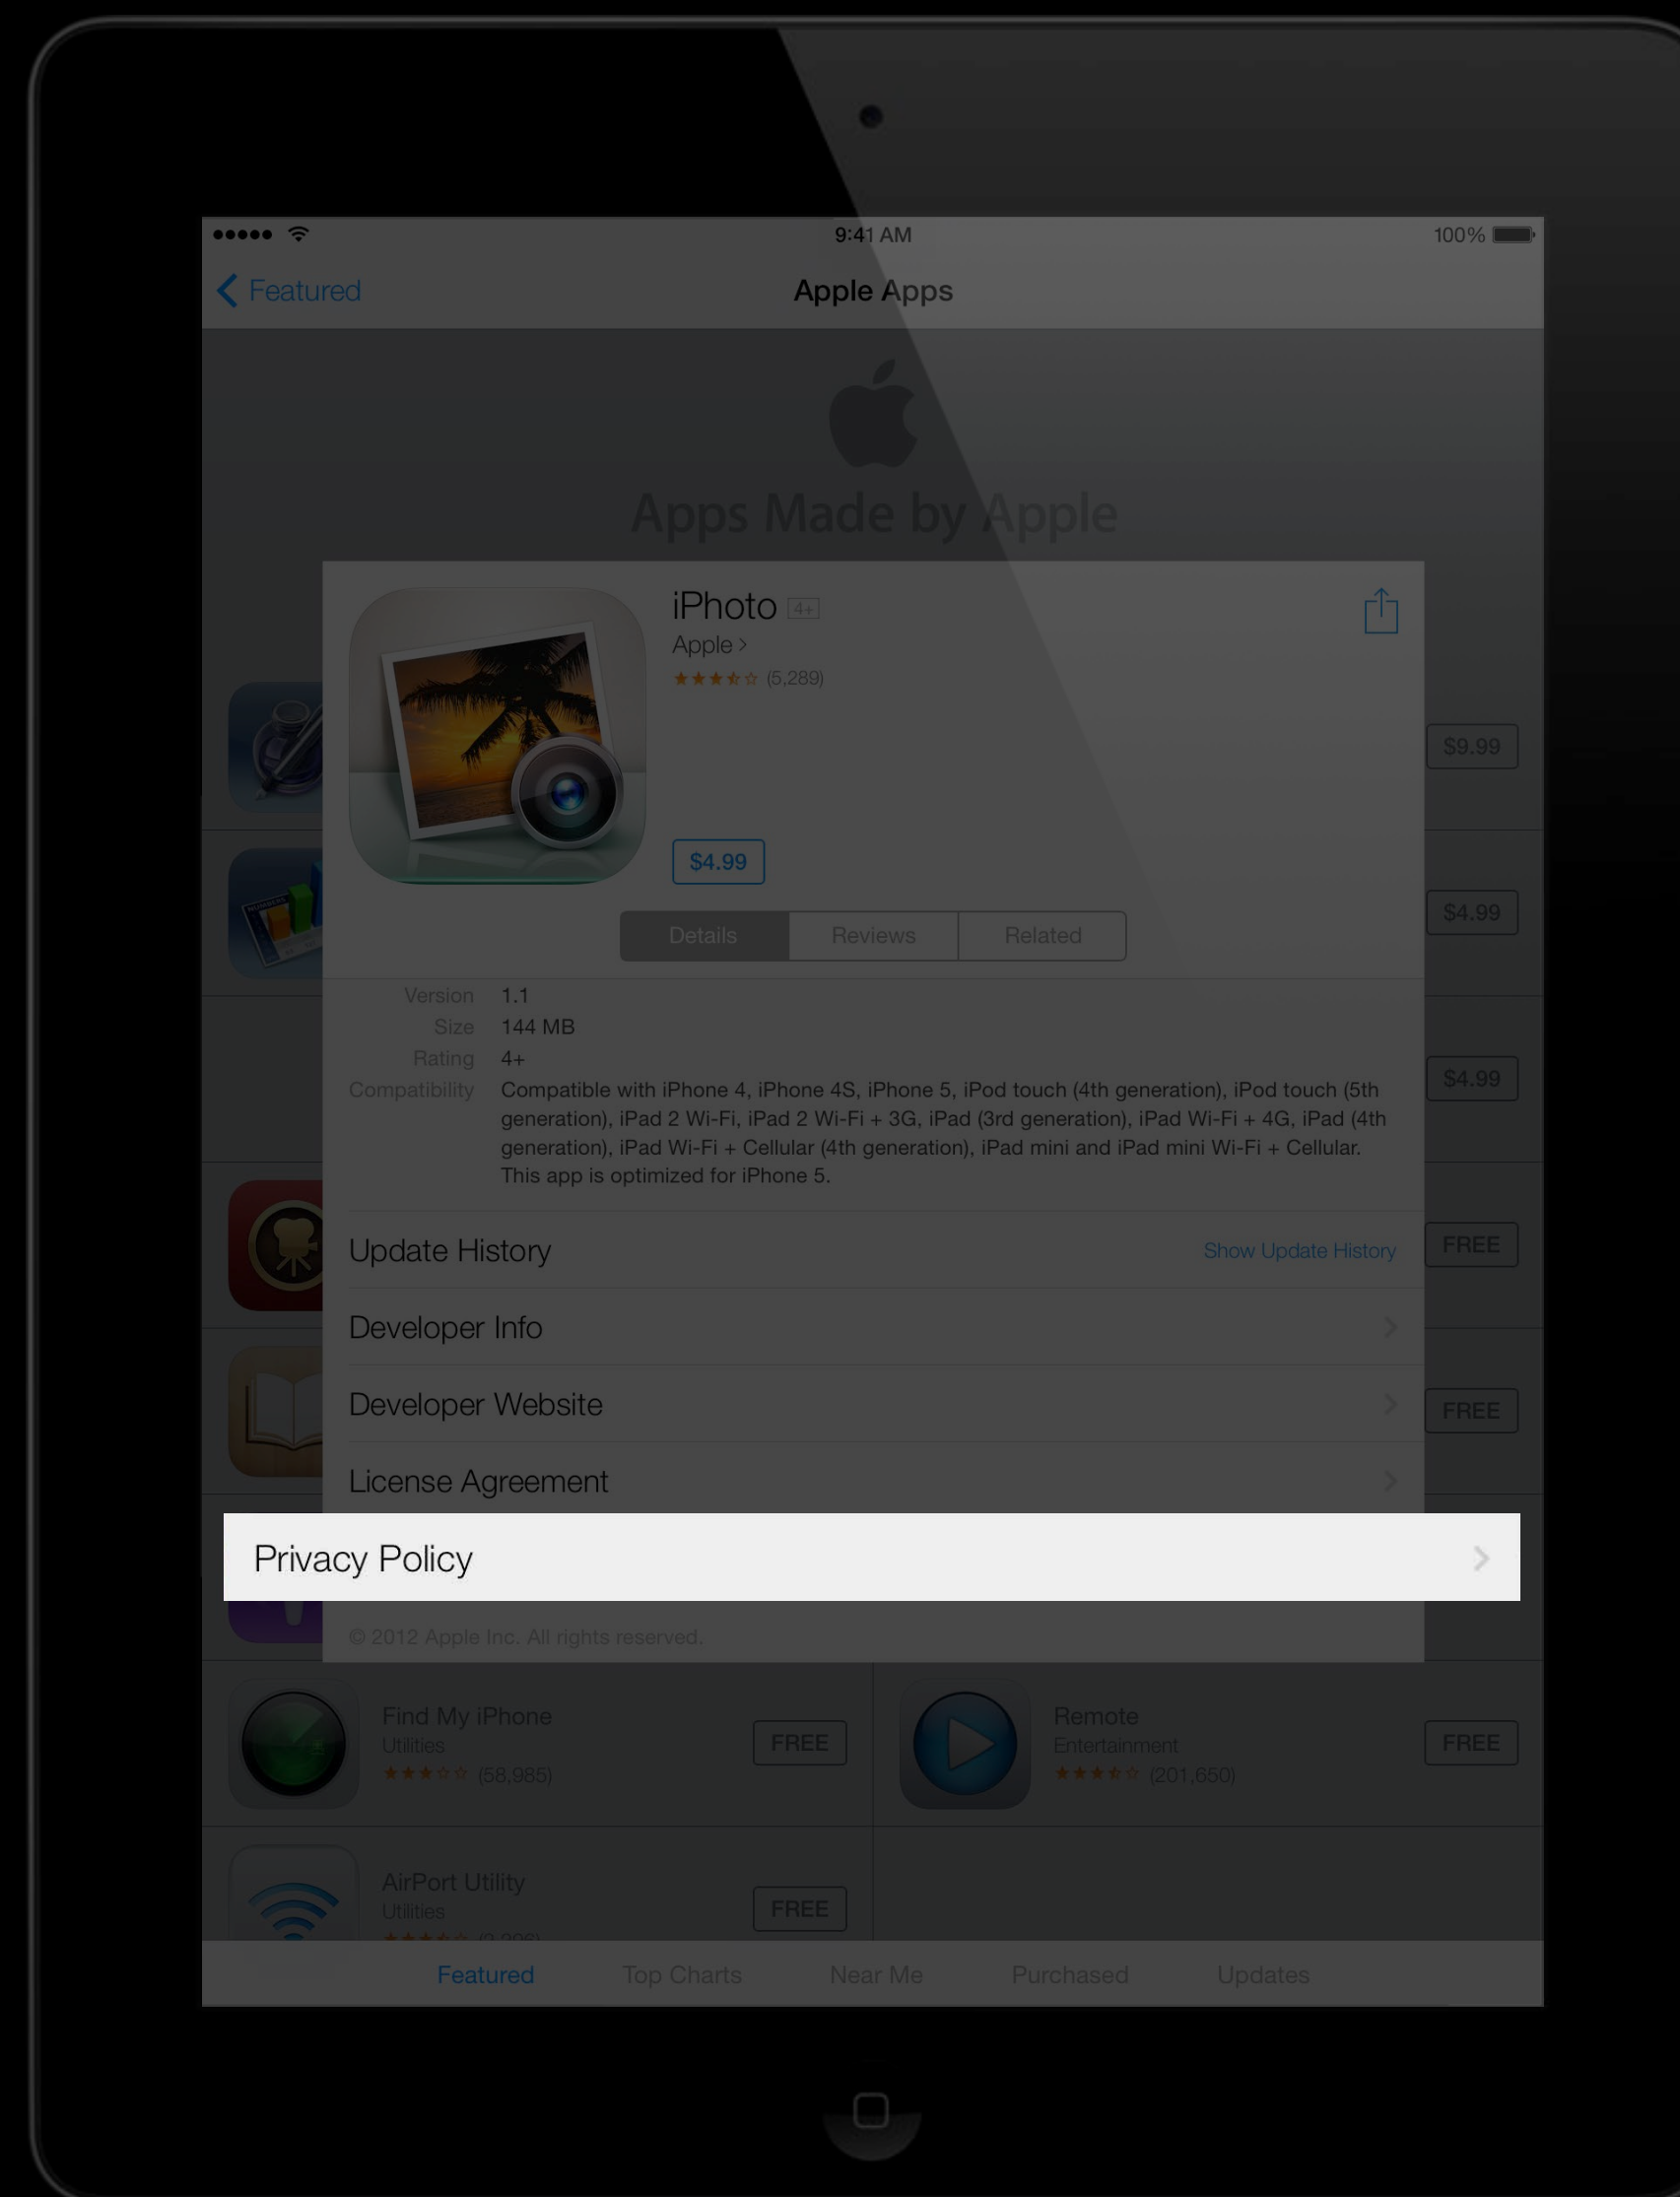 9:41 AM
100%
Featured
Apple Apps
Apps Made by Apple
iPhoto 4+
Apple >
(5,289)
$9.99
$4.99
$4.99
Details Reviews Related
Version 1.1
Size 144 MB
Rating 4+
$4.99
Compatibility Compatible with iPhone 4, iPhone 4S, iPhone 5, iPod touch (4th generation), iPod touch (5th
generation), iPad 2 Wi-Fi, iPad 2 Wi-Fi + 3G, iPad (3rd generation), iPad Wi-Fi + 4G, iPad (4th
generation), iPad Wi-Fi + Cellular (4th generation), iPad mini and iPad mini Wi-Fi + Cellular.
This app is optimized for iPhone 5.
Update History Show Update History
FREE
Developer Info
Developer Website
FREE
License Agreement
Privacy Policy
© 2012 Apple Inc. All rights reserved.
Find My iPhone
Utilities
(58,985)
FREE
Remote
Entertainment
(201,650)
FREE
AirPort Utility
Utilities
FREE
Featured Top Charts Near Me Purchased Updates